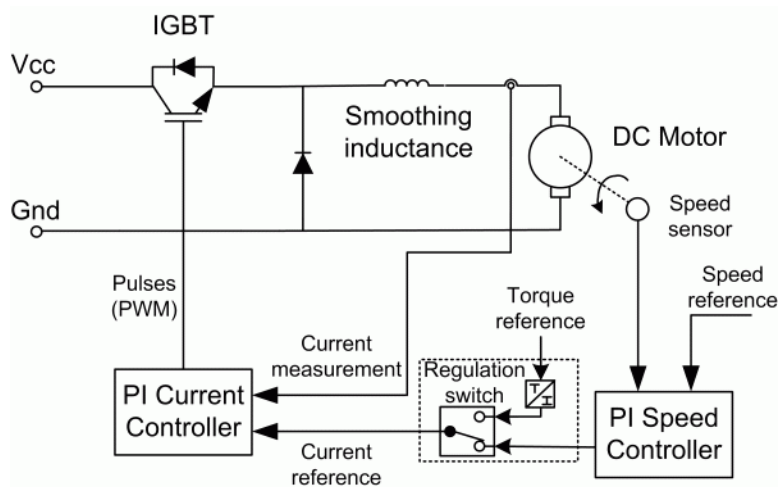 IGBT
Vcc
Smoothing
inductance
DC Motor
Gnd
Speed
sensor
Pulses
(PWM)
Speed
reference
Torque
reference
Current
measurement
Regulation
switch
T
I
PI Current
Controller
PI Speed
Controller
Current
reference